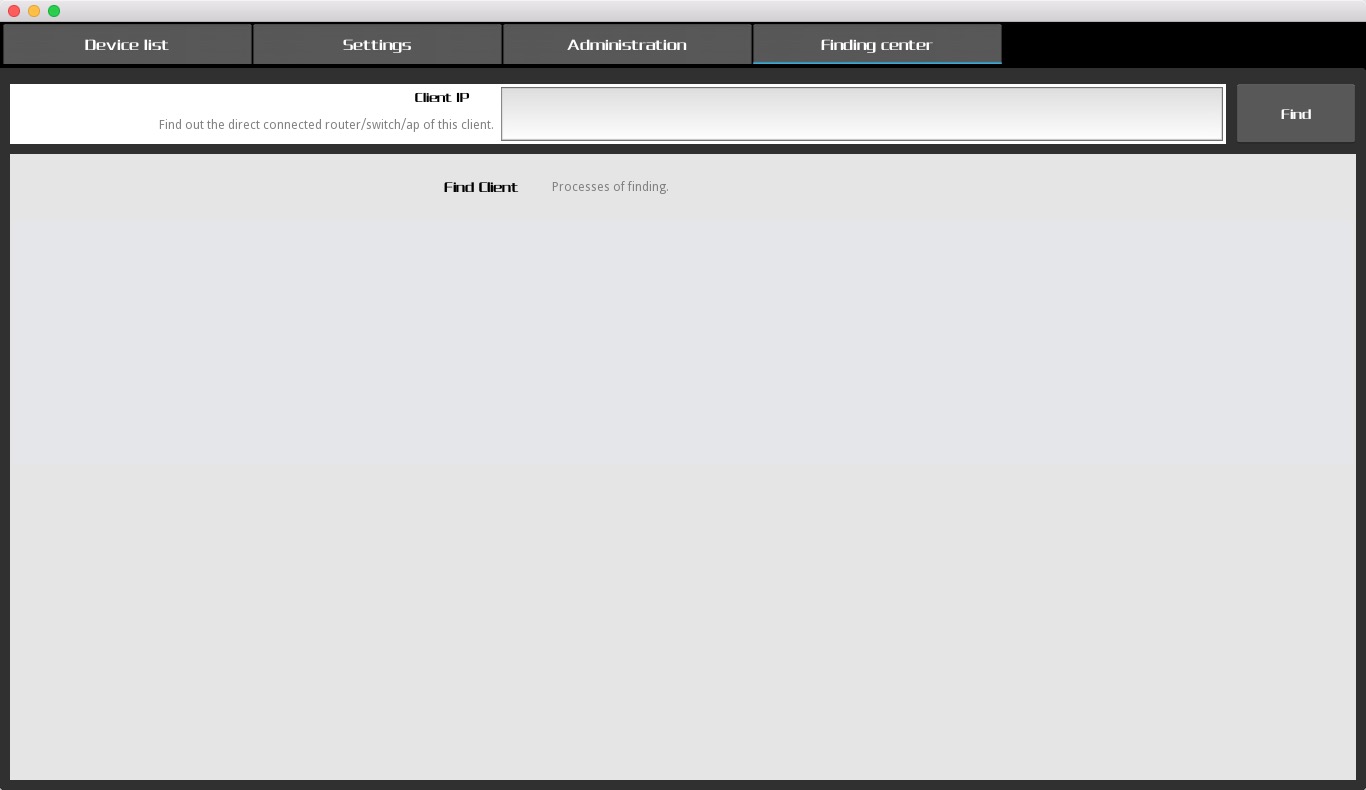 Device list
Settings
Administration
Finding center
Client IP
Find out the direct connected router/switch/ap of this client.
Find
Find Client
Processes of finding.